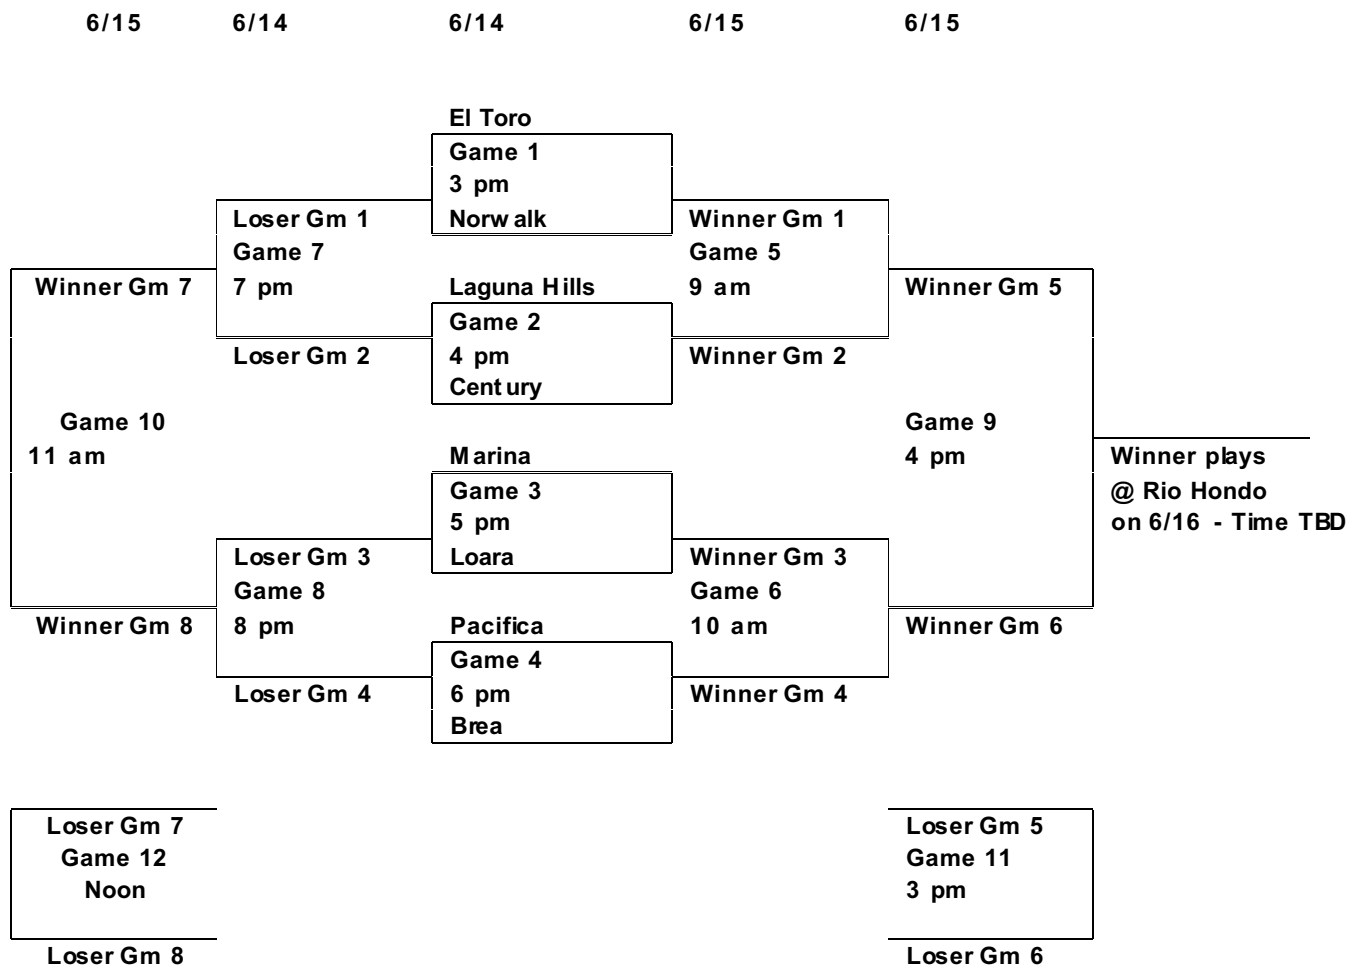 6/15 6/14 6/14 6/15 6/15
El Toro
Game 1
3 pm
Loser Gm 1 Norwalk Winner Gm 1
Game 7 Game 5
Winner Gm 7 7 pm Laguna Hills 9 am Winner Gm 5
Game 2
Loser Gm 2 4 pm Winner Gm 2
Century
Game 10 Game 9
11 am Marina 4 pm Winner plays
Game 3 @ Rio Hondo
5 pm on 6/16 - Time TBD
Loser Gm 3 Loara Winner Gm 3
Game 8 Game 6
Winner Gm 8 8 pm Pacifica 10 am Winner Gm 6
Game 4
Loser Gm 4 6 pm Winner Gm 4
Brea
Loser Gm 7 Loser Gm 5
Game 12 Game 11
Noon 3 pm
Loser Gm 8 Loser Gm 6